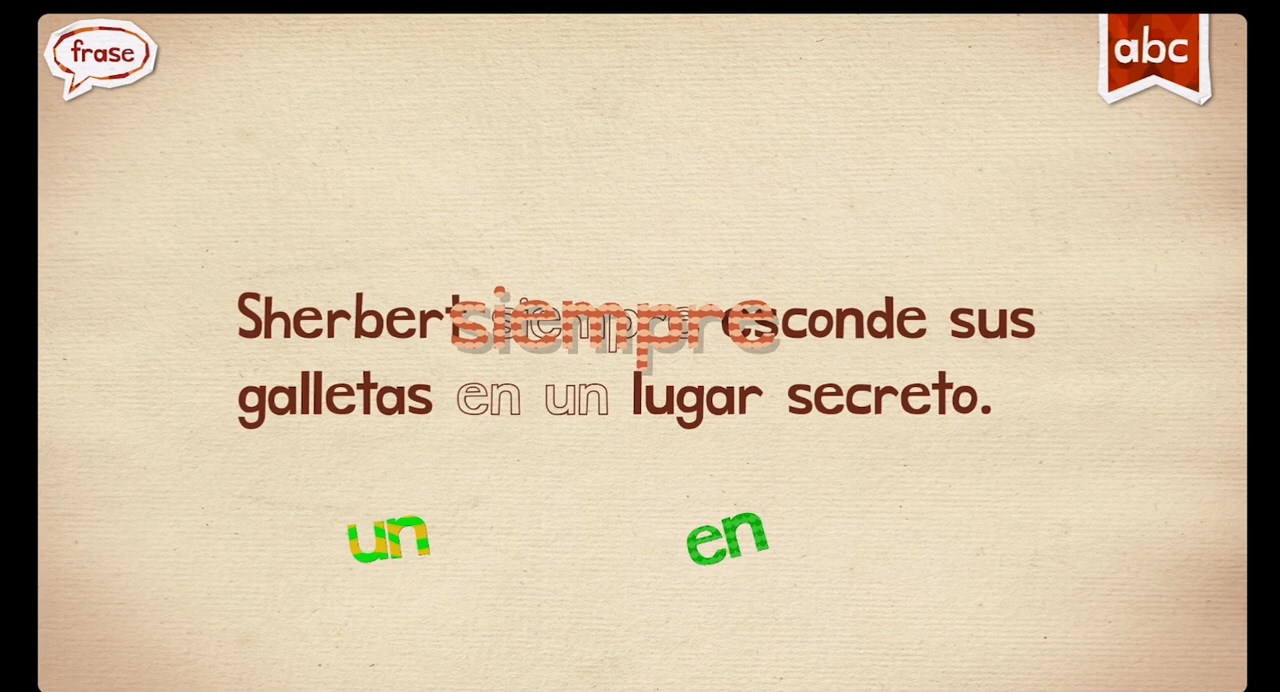 frase
abc
Sherbert siempre esconde sus
galletas en un lugar secreto.
un en